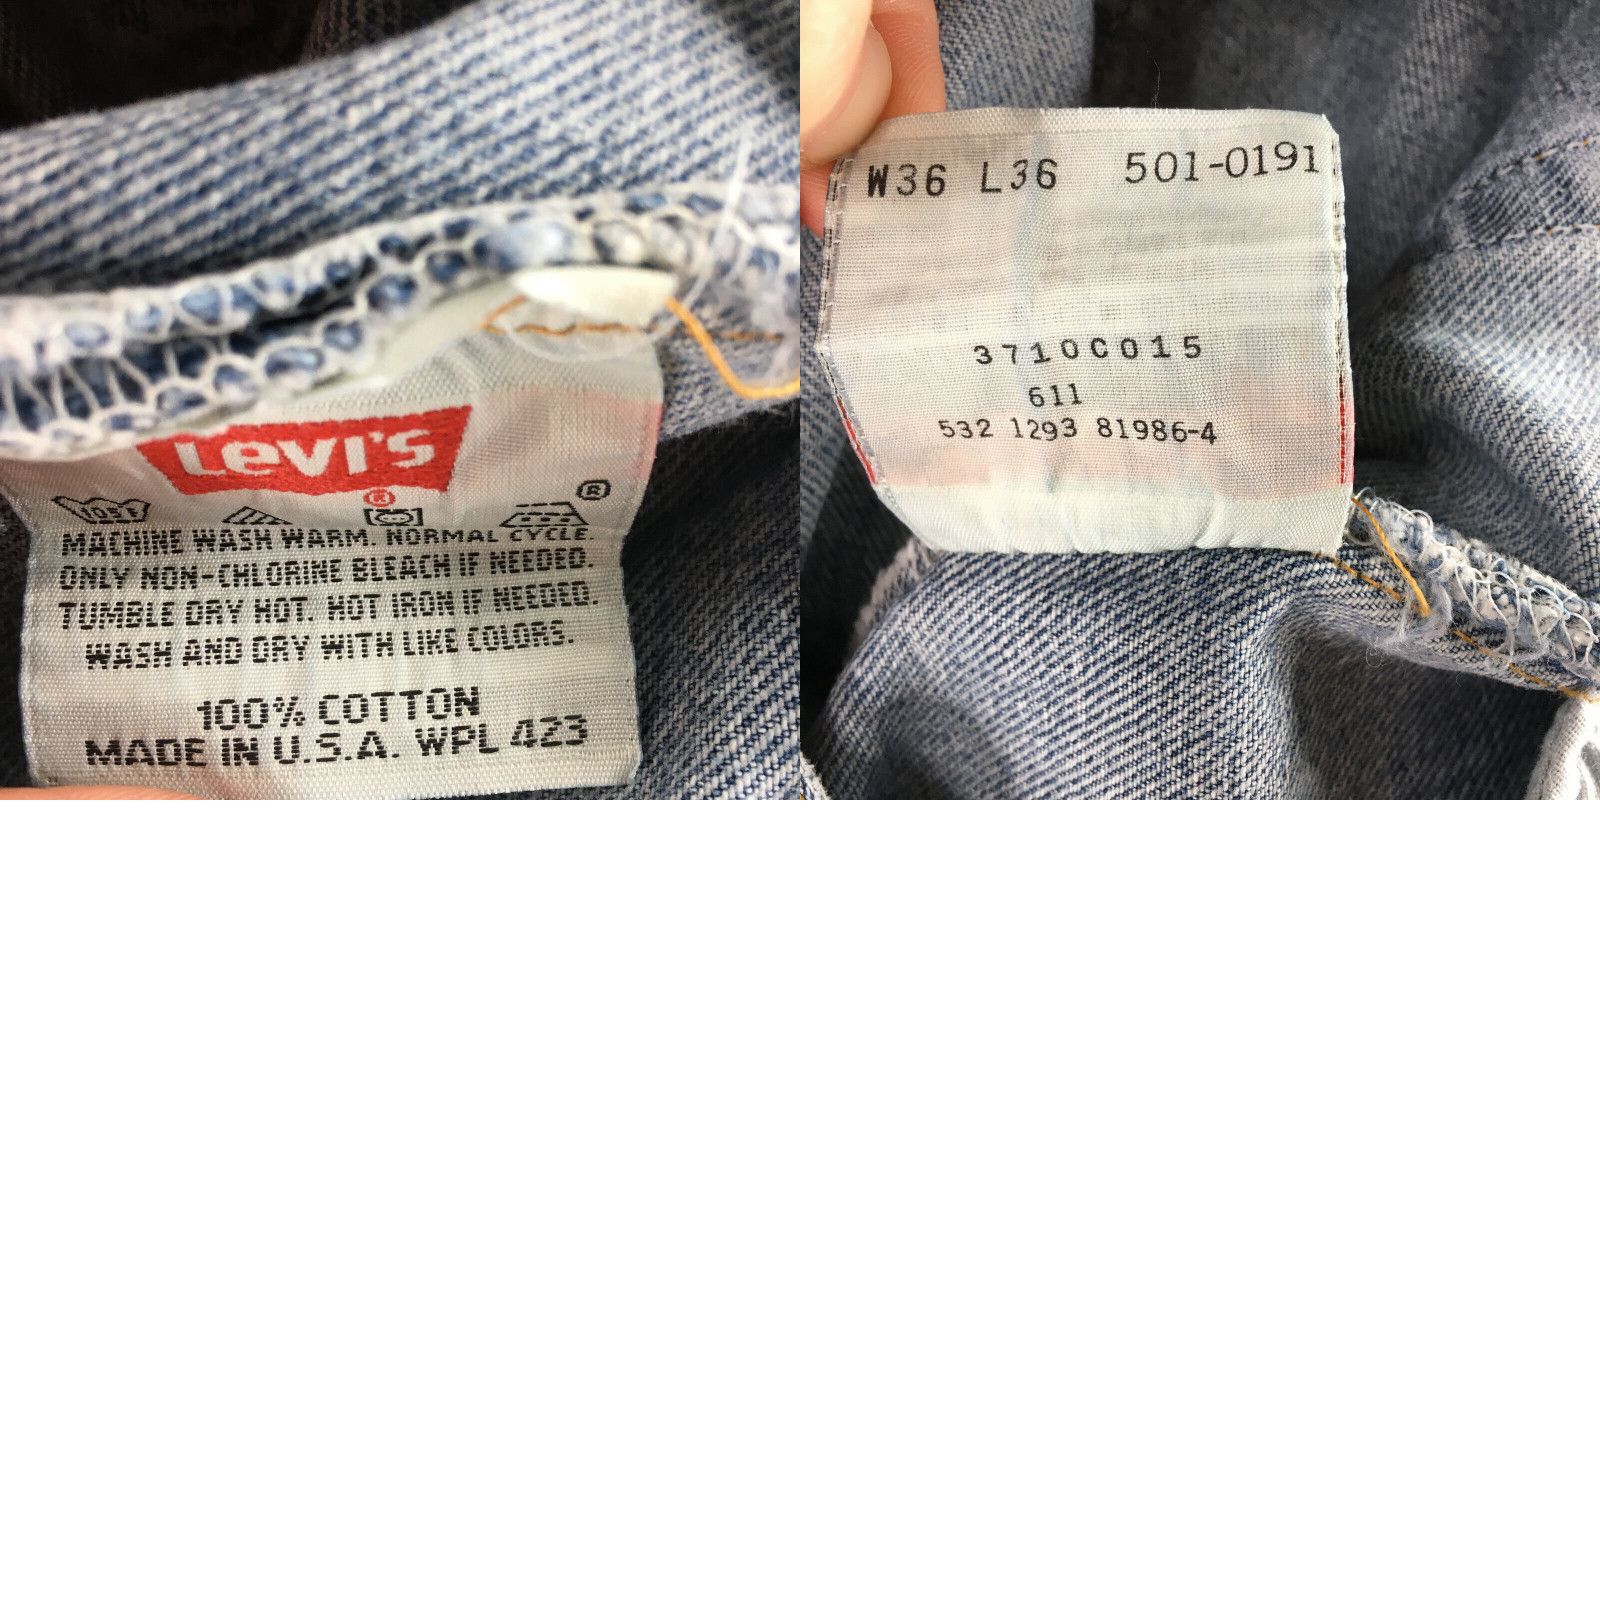 Levi's
®
105°F
®
MACHINE WASH WARM. NORMAL CYCLE.
ONLY NON-CHLORINE BLEACH IF NEEDED.
TUMBLE DRY HOT. HOT IRON IF NEEDED.
WASH AND DRY WITH LIKE COLORS.
100% COTTON
MADE IN U.S.A. WPL 423
W36 L36 501-0191
3710C015
611
532 1293 81986-4